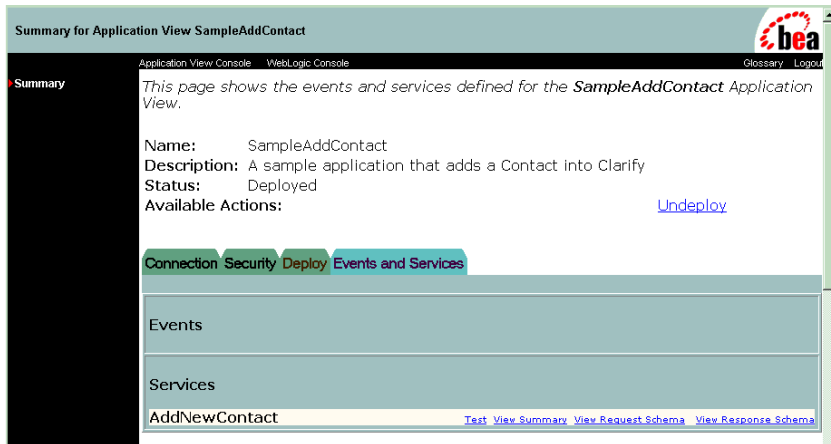 Summary for Application View SampleAddContact
bea
Application View Console WebLogic Console Glossary Logout
Summary
This page shows the events and services defined for the SampleAddContact Application
View.
Name: SampleAddContact
Description: A sample application that adds a Contact into Clarify
Status: Deployed
Available Actions: Undeploy
Connection Security Deploy Events and Services
Events
Services
AddNewContact Test View Summary View Request Schema View Response Schema